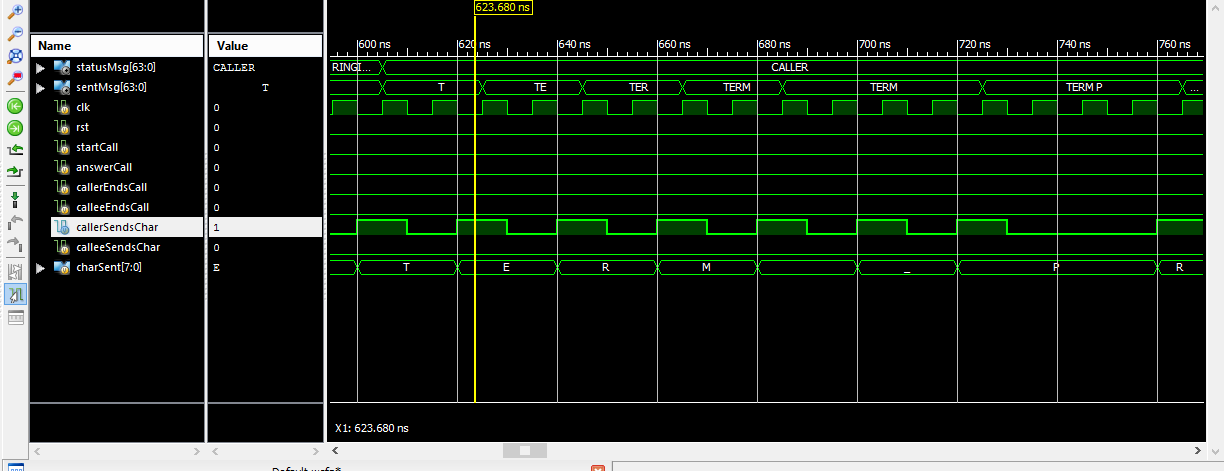 623.680 ns
Name Value 600 ns 620 ns 640 ns 660 ns 680 ns 700 ns 720 ns 740 ns 760 ns
statusMsg[63:0] CALLER RINGI... CALLER
sentMsg[63:0] T T TE TER TERM TERM TERM P ...
clk 0
rst 0
startCall 0
answerCall 0
callerEndsCall 0
calleeEndsCall 0
callerSendsChar 1
calleeSendsChar 0
charSent[7:0] E T E R M _ P R
X1: 623.680 ns